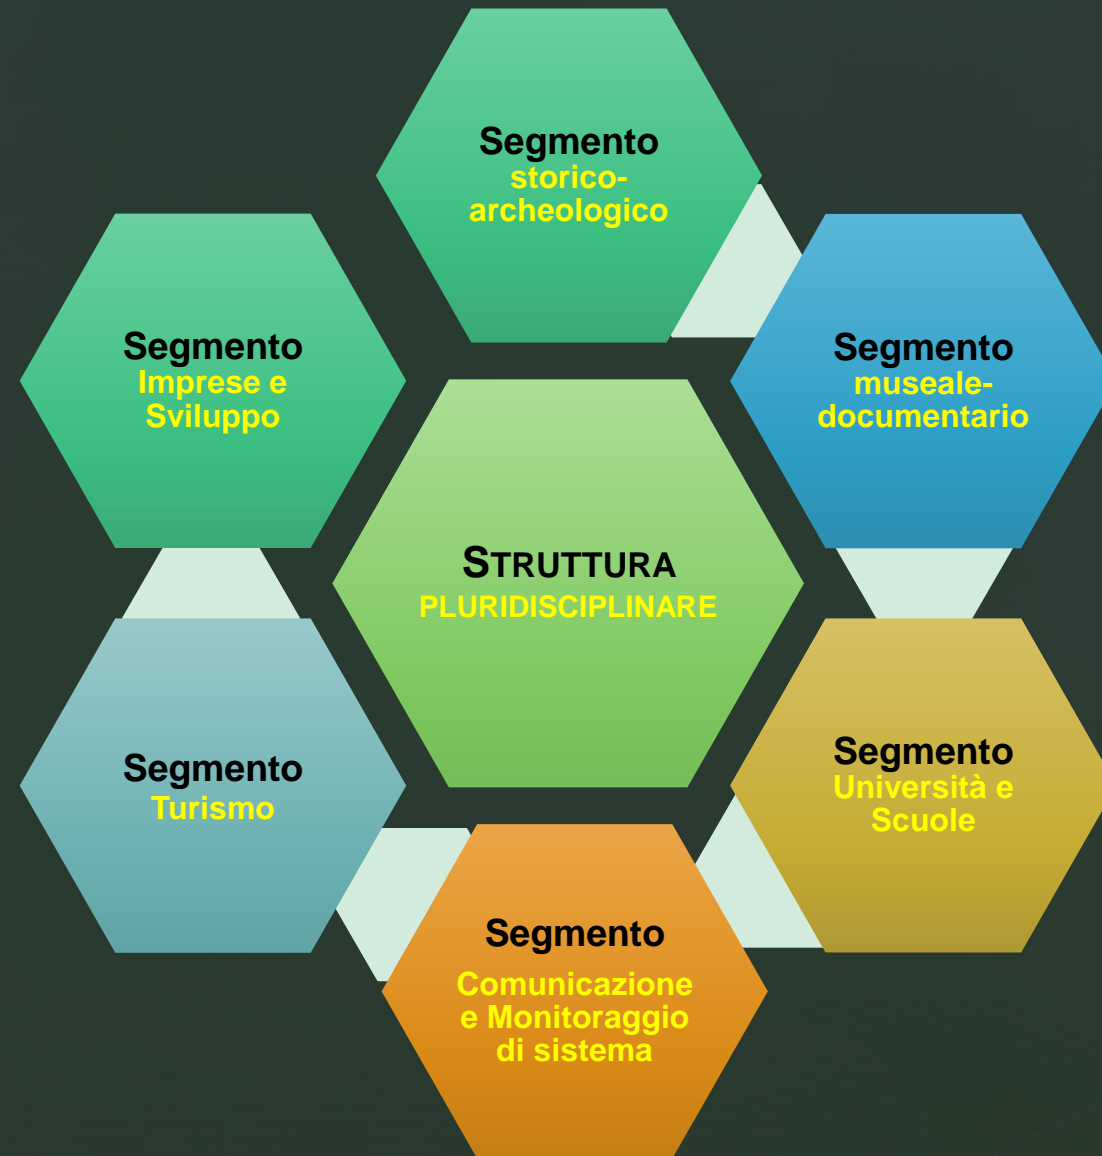 Segmento
storico-
archeologico
Segmento
museale-
documentario
Segmento
Università e
Scuole
Segmento
Comunicazione
e Monitoraggio
di sistema
Segmento
Turismo
Segmento
Imprese e
Sviluppo
STRUTTURA
PLURIDISCIPLINARE